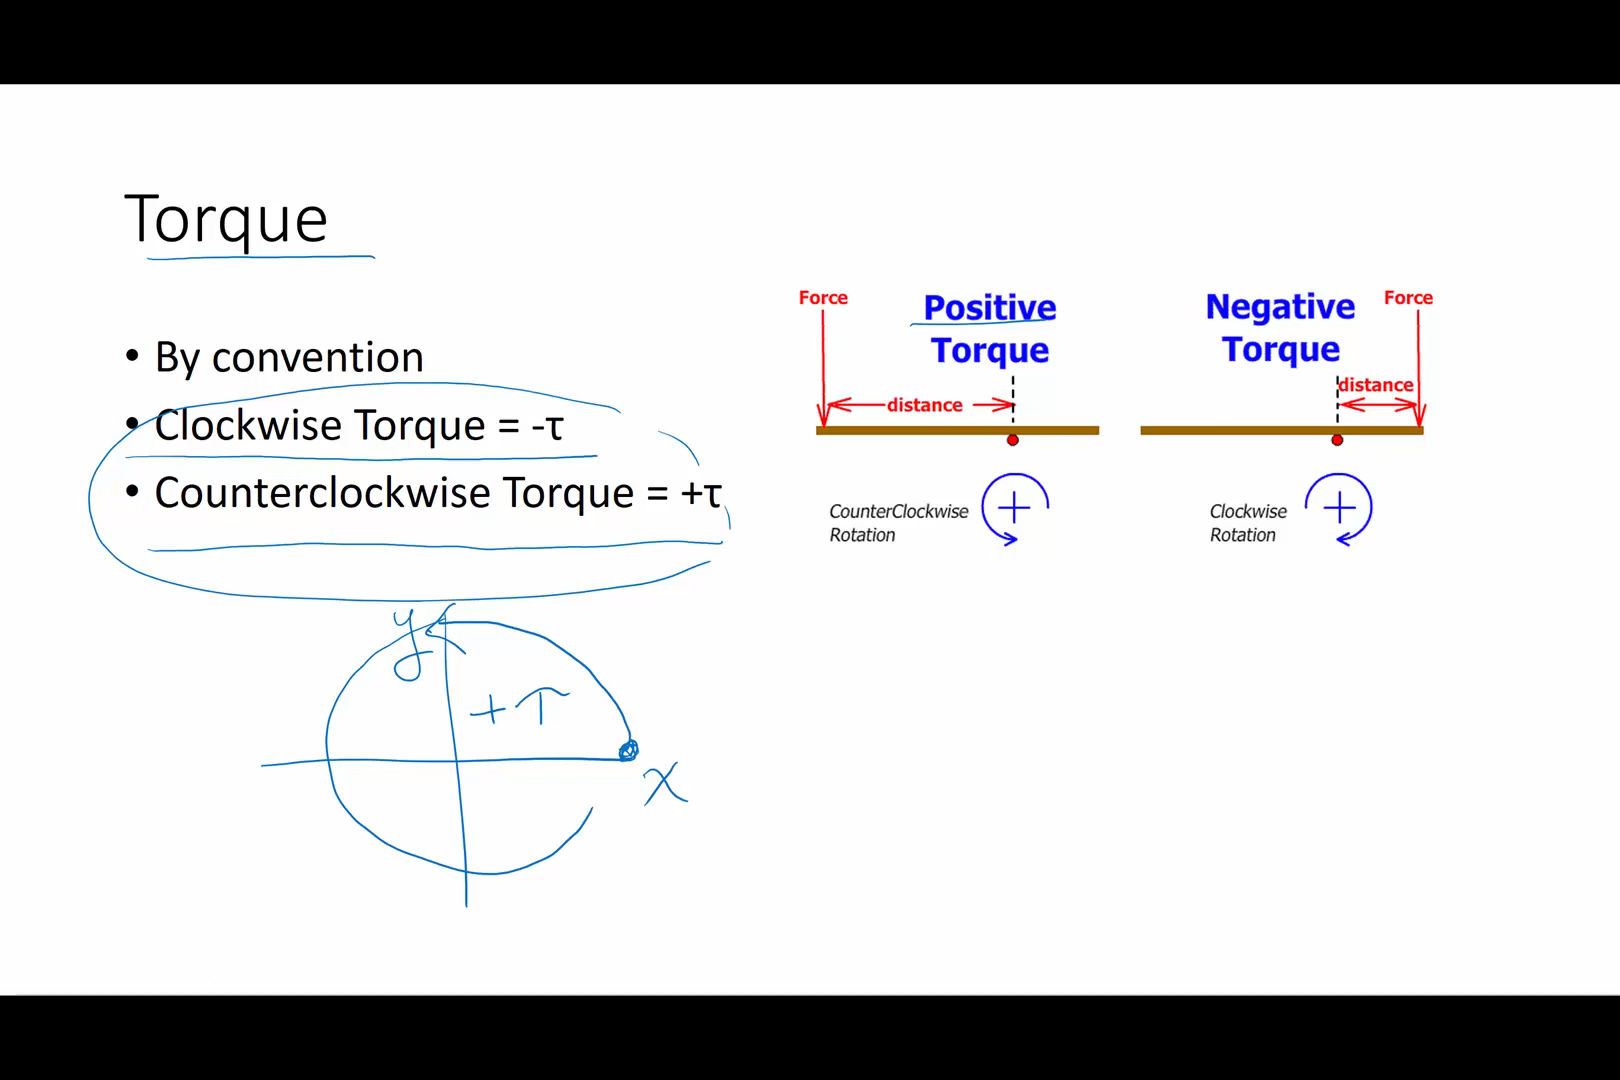 Torque
• By convention
• Clockwise Torque = -τ
• Counterclockwise Torque = +τ
y
+ τ
x
Force
Positive
Torque
distance
CounterClockwise
Rotation
Negative
Torque
Force
distance
Clockwise
Rotation